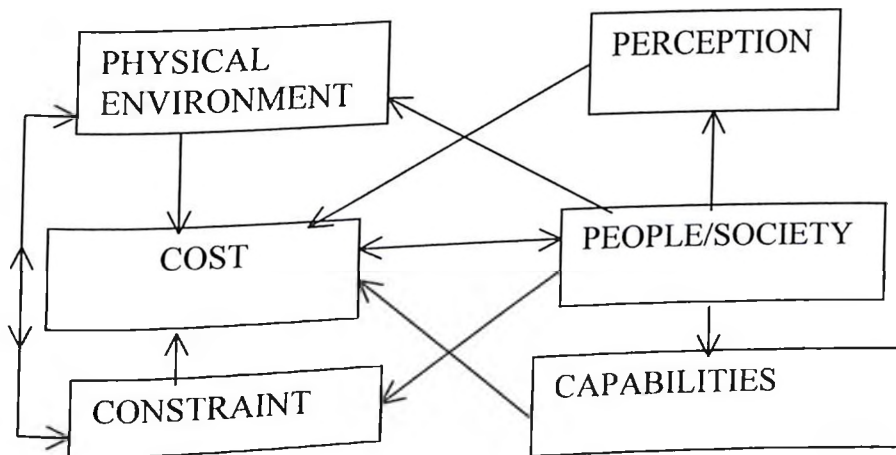 PHYSICAL
ENVIRONMENT
PERCEPTION
COST
PEOPLE/SOCIETY
CONSTRAINT
CAPABILITIES